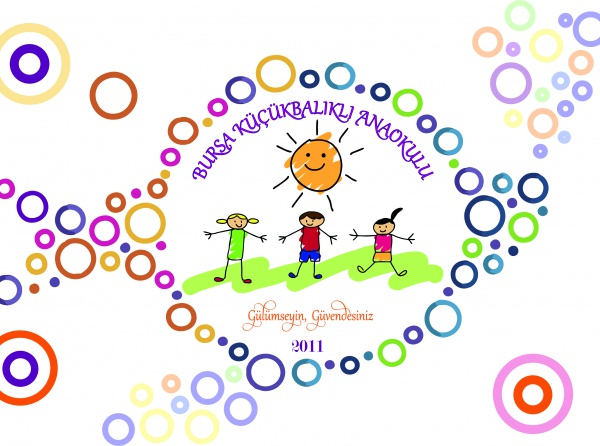 BURSA KÜÇÜKBALIKLI ANAOKULU
Gülümseyin, Güvendesiniz
2011